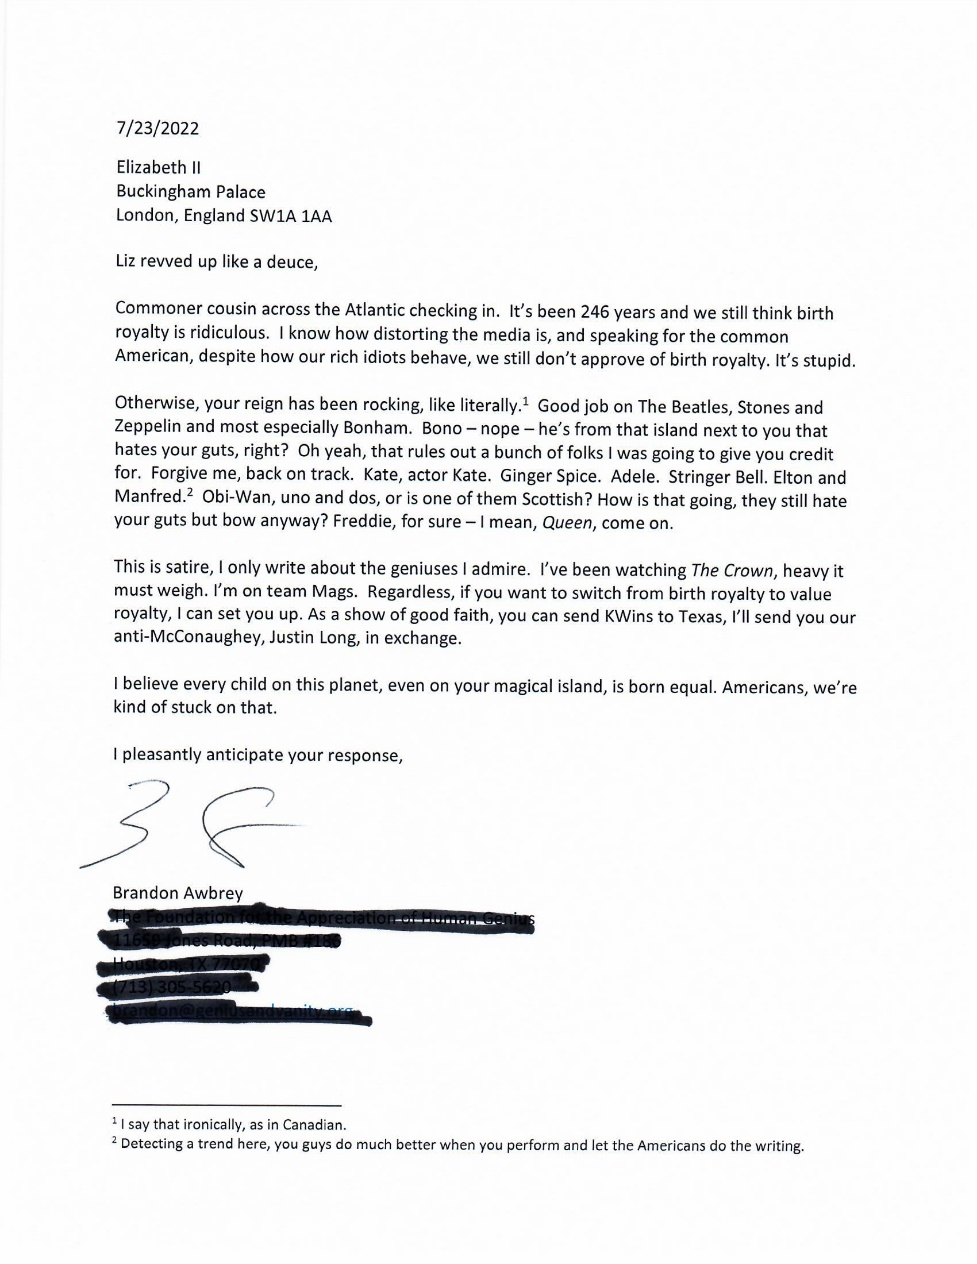 7/23/2022
Elizabeth II
Buckingham Palace
London, England SW1A 1AA
Liz revved up like a deuce,
Commoner cousin across the Atlantic checking in.  It’s been 246 years and we still think birth
royalty is ridiculous.  I know how distorting the media is, and speaking for the common
American, despite how our rich idiots behave, we still don’t approve of birth royalty. It’s stupid.
Otherwise, your reign has been rocking, like literally.¹  Good job on The Beatles, Stones and
Zeppelin and most especially Bonham.  Bono – nope – he’s from that island next to you that
hates your guts, right?  Oh yeah, that rules out a bunch of folks I was going to give you credit
for.  Forgive me, back on track.  Kate, actor Kate.  Ginger Spice.  Adele.  Stringer Bell. Elton and
Manfred.²  Obi-Wan, uno and dos, or is one of them Scottish? How is that going, they still hate
your guts but bow anyway? Freddie, for sure – I mean, Queen, come on.
This is satire, I only write about the geniuses I admire.  I’ve been watching The Crown, heavy it
must weigh. I’m on team Mags.  Regardless, if you want to switch from birth royalty to value
royalty, I can set you up. As a show of good faith, you can send KWins to Texas, I’ll send you our
anti-McConaughey, Justin Long, in exchange.
I believe every child on this planet, even on your magical island, is born equal. Americans, we’re
kind of stuck on that.
I pleasantly anticipate your response,
Brandon Awbrey
¹ I say that ironically, as in Canadian.
² Detecting a trend here, you guys do much better when you perform and let the Americans do the writing.